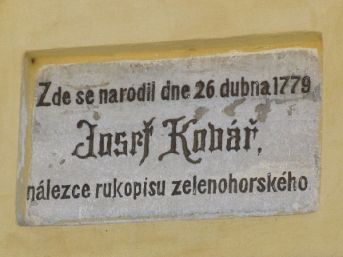 Zde se narodil dne 26 dubna 1779
Josef Kovář,
nálezce rukopisu zelenohorského